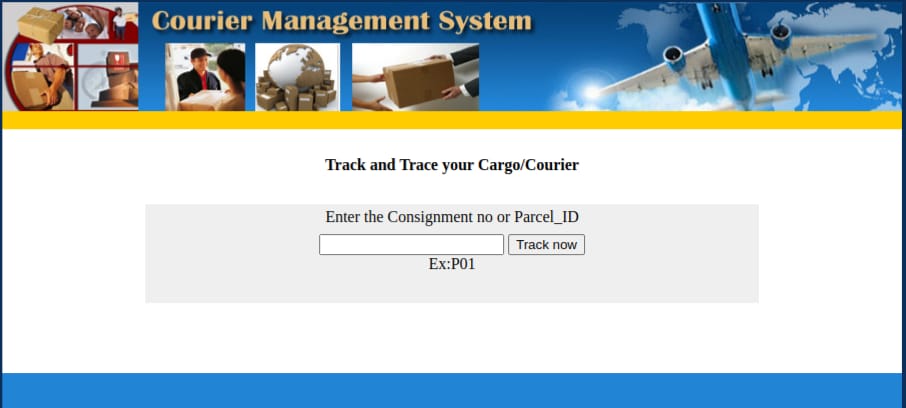 Courier Management System
Track and Trace your Cargo/Courier
Enter the Consignment no or Parcel_ID
Track now
Ex:P01